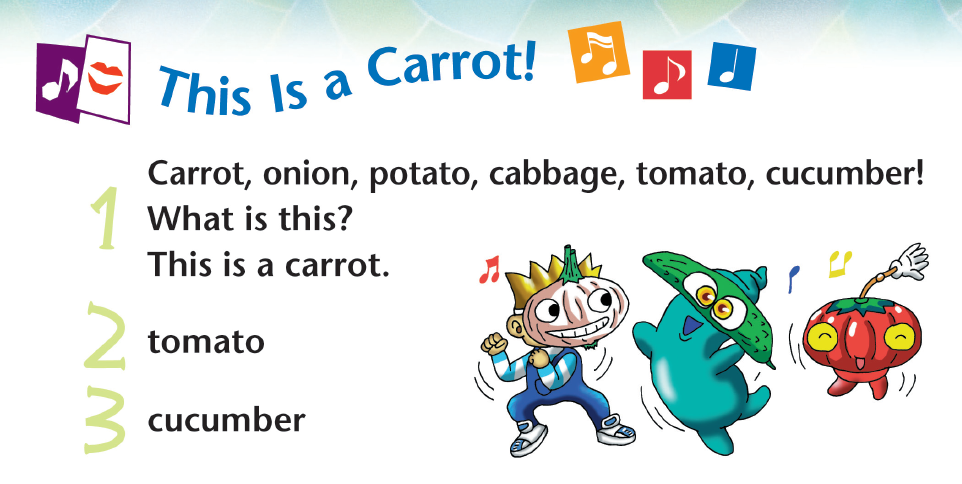 This Is a Carrot!
1
Carrot, onion, potato, cabbage, tomato, cucumber!
What is this?
This is a carrot.
2
tomato
3
cucumber